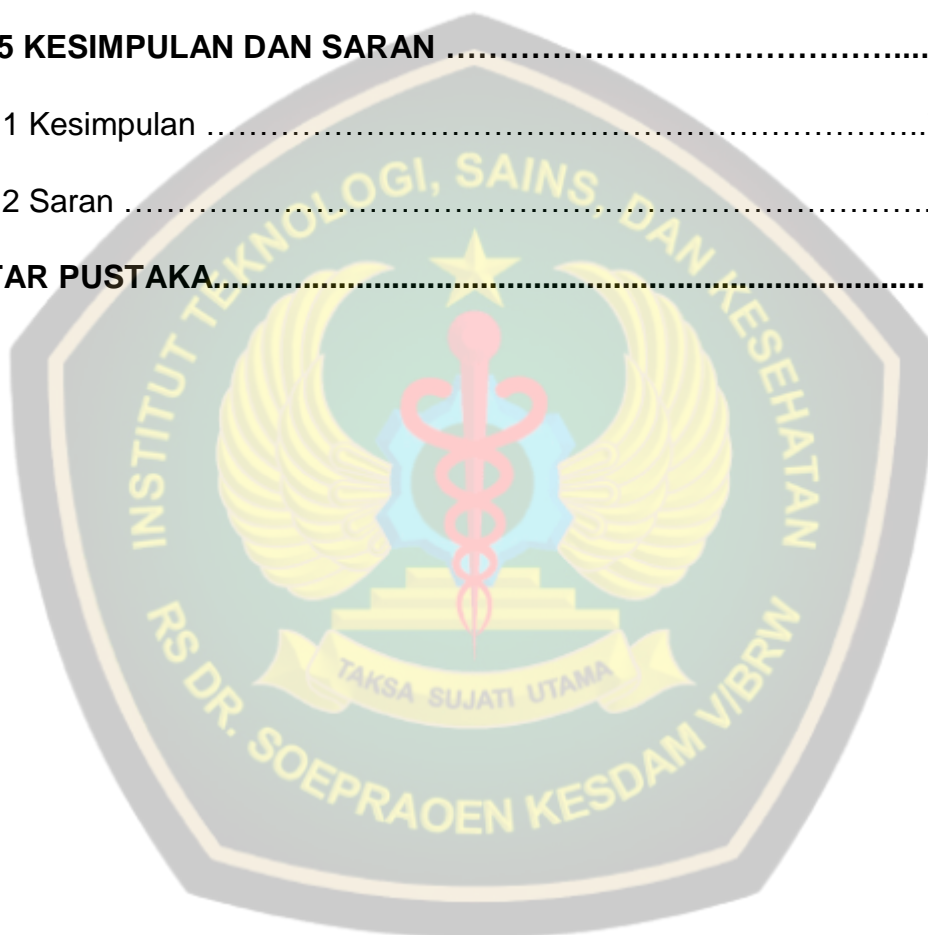 5 KESIMPULAN DAN SARAN ……………………………………….....
1 Kesimpulan …………………………………………………………..
2 Saran …………………………………………………………………
TAR PUSTAKA..................................................................
INSTITUT TEKNOLOGI, SAINS, DAN KESEHATAN
TAKSA SUJATI UTAMA
RS DR. SOEPRAOEN KESDAM V/BRW